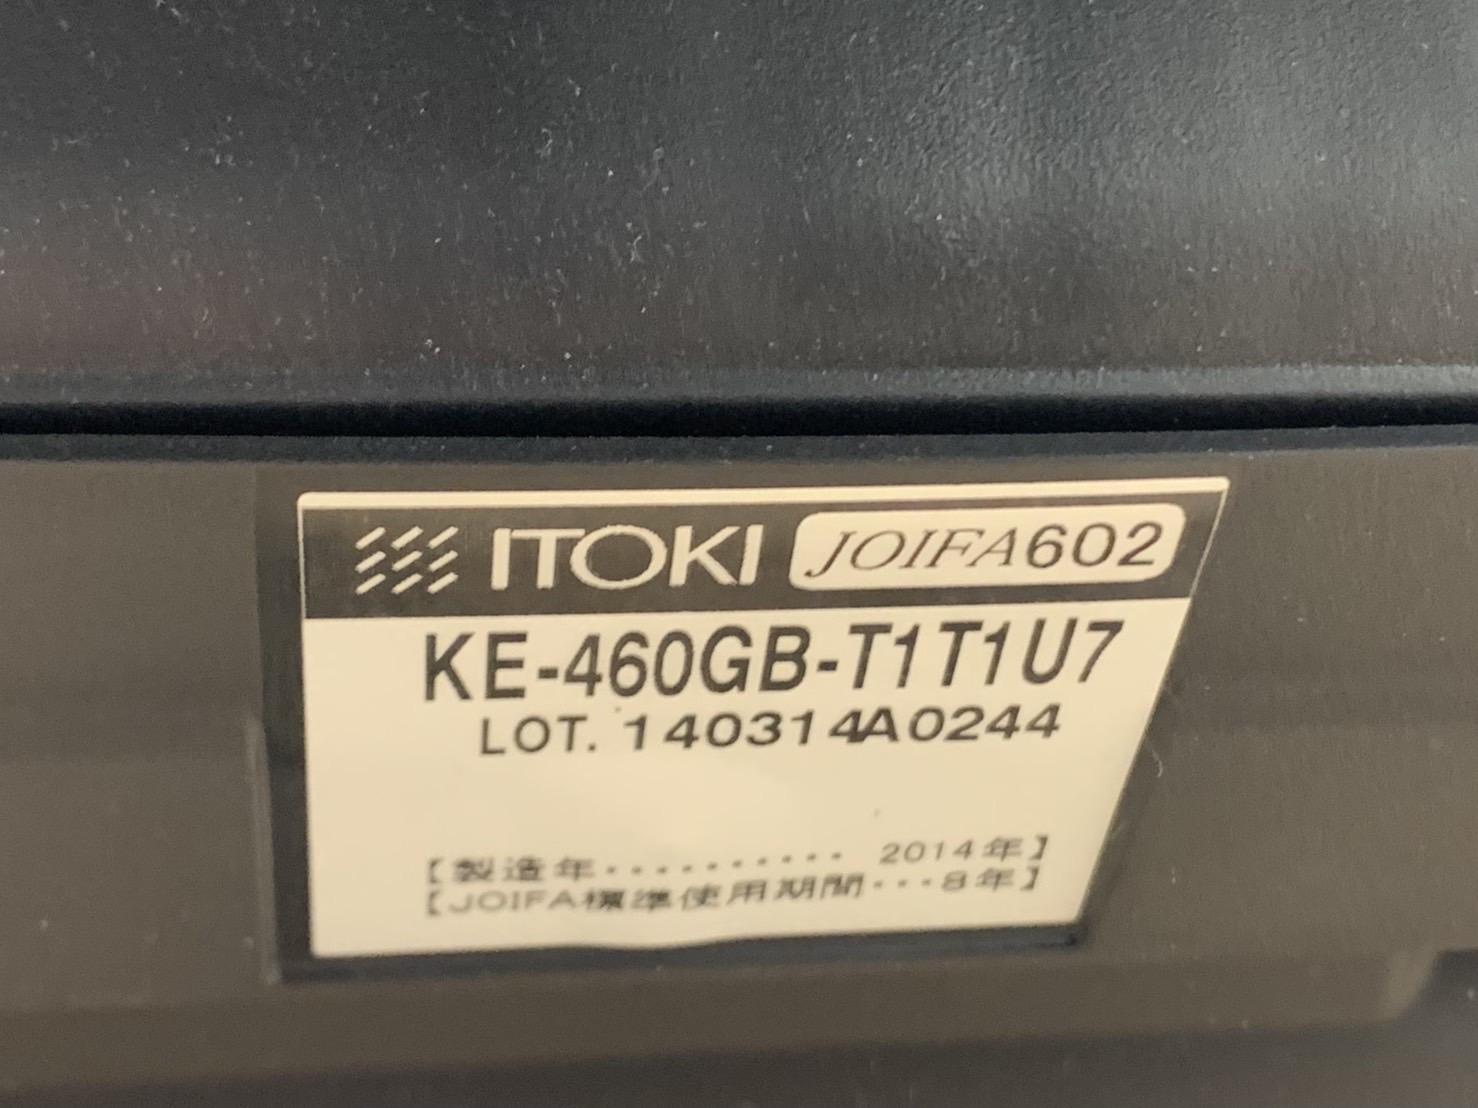 ITOKI JOIFA602
KE-460GB-T1T1U7
LOT. 140314A0244
【製造年・・・・・・・・・・ 2014年】
【JOIFA標準使用期間・・・8年】